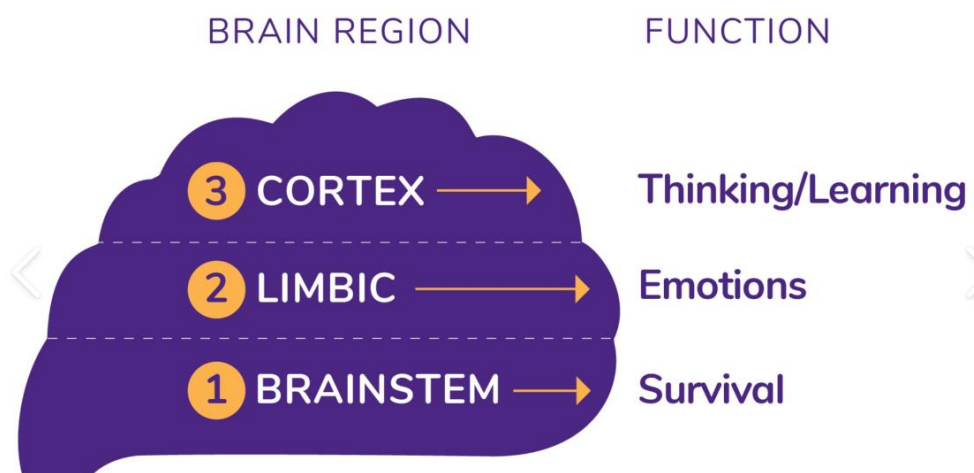 BRAIN REGION FUNCTION
3 CORTEX Thinking/Learning
2 LIMBIC Emotions
1 BRAINSTEM Survival